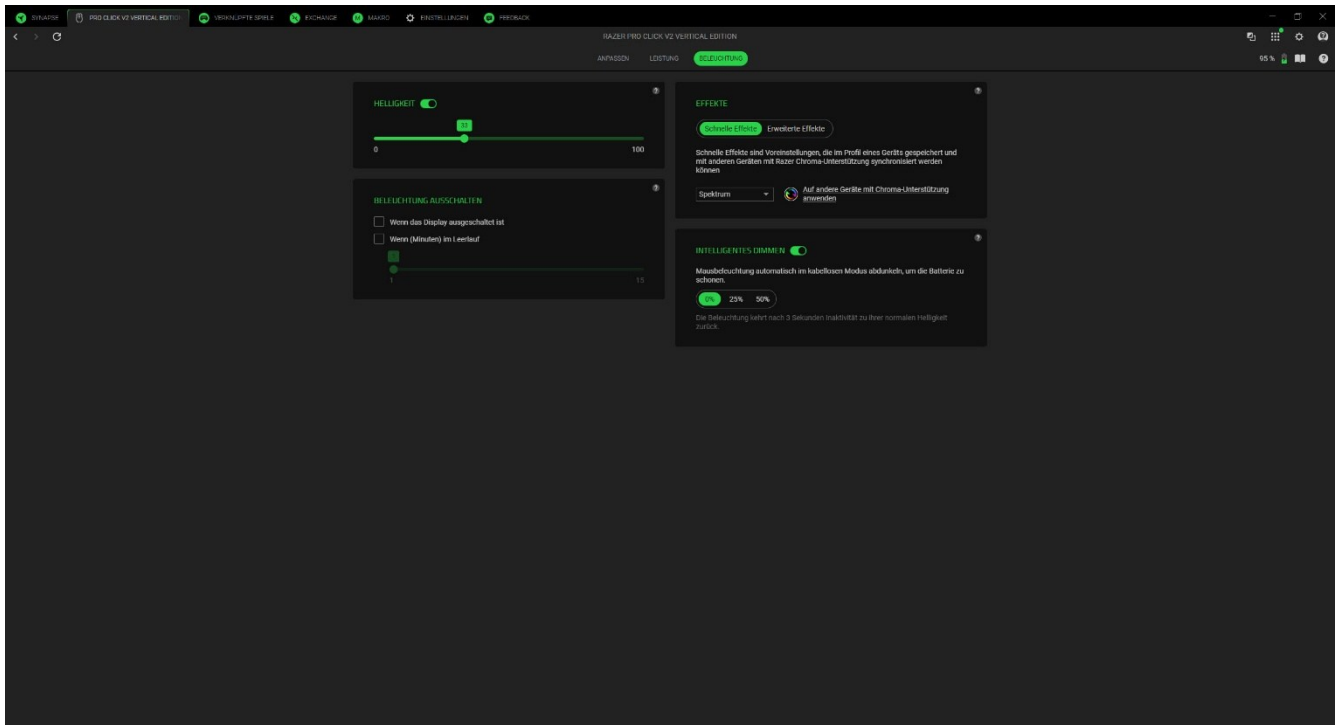 SYNAPSE
PRO CLICK V2 VERTICAL EDITION
VERKNÜPFTE SPIELE
EXCHANGE
MAKRO
EINSTELLUNGEN
FEEDBACK
RAZER PRO CLICK V2 VERTICAL EDITION
ANPASSEN
LEISTUNG
BELEUCHTUNG
95 %
HELLIGKEIT
33
0
100
BELEUCHTUNG AUSSCHALTEN
Wenn das Display ausgeschaltet ist
Wenn (Minuten) im Leerlauf
1
15
EFFEKTE
Schnelle Effekte
Erweiterte Effekte
Schnelle Effekte sind Voreinstellungen, die im Profil eines Geräts gespeichert und
mit anderen Geräten mit Razer Chroma-Unterstützung synchronisiert werden
können
Spektrum
Auf andere Geräte mit Chroma-Unterstützung
anwenden
INTELLIGENTES DIMMEN
Mausbeleuchtung automatisch im kabellosen Modus abdunkeln, um die Batterie zu
schonen.
0%
25%
50%
Die Beleuchtung kehrt nach 3 Sekunden Inaktivität zu ihrer normalen Helligkeit
zurück.